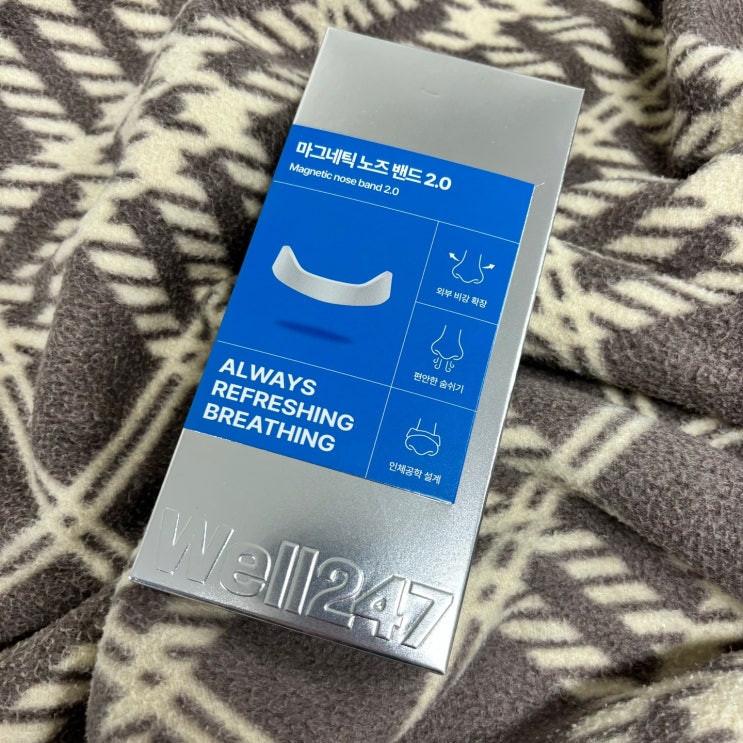 마그네틱 노즈 밴드 2.0
Magnetic nose band 2.0
외부 비강 확장
편안한 숨쉬기
인체공학 설계
ALWAYS
REFRESHING
BREATHING
Well247